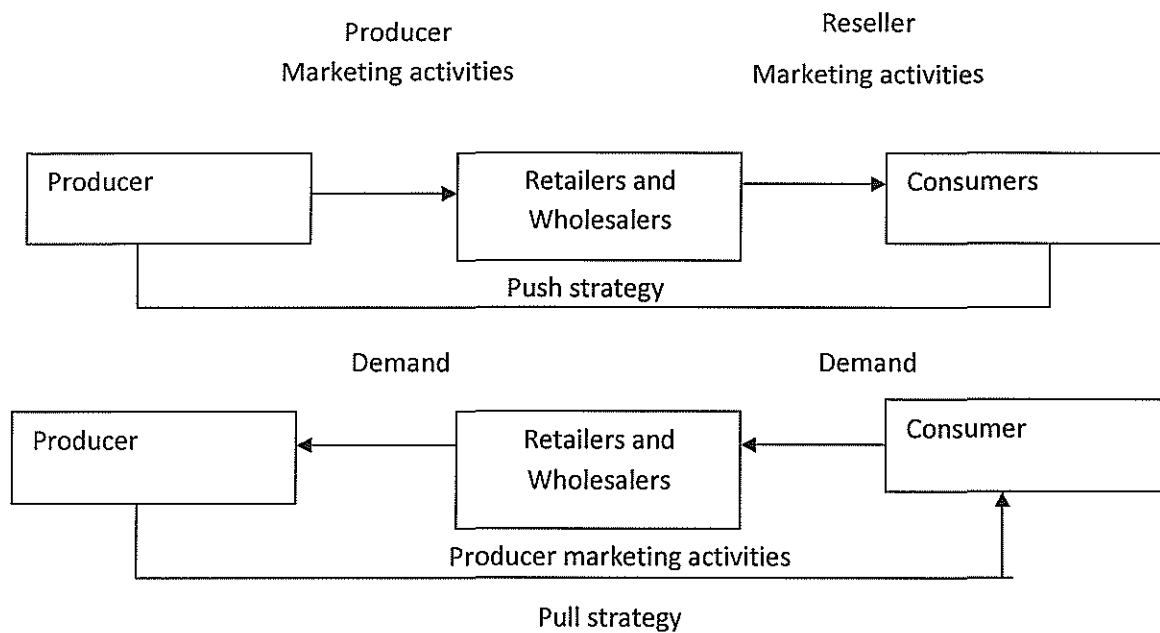 Producer
Marketing activities
Reseller
Marketing activities
Producer
Retailers and
Wholesalers
Consumers
Push strategy
Demand
Demand
Producer
Retailers and
Wholesalers
Consumer
Producer marketing activities
Pull strategy